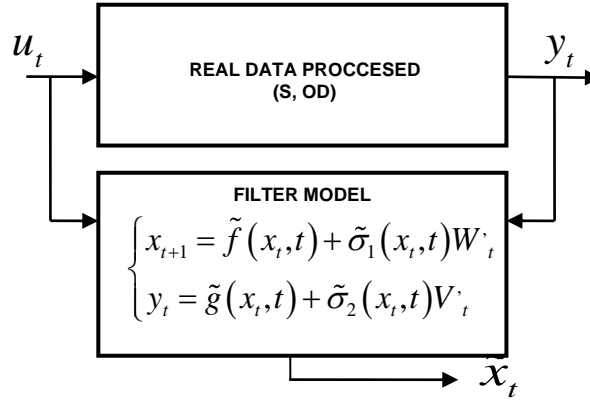 u_t
REAL DATA PROCCESED
(S, OD)
y_t
FILTER MODEL
x_{t+1} = f̃(x_t,t) + σ̃_1(x_t,t)W'_t
y_t = g̃(x_t,t) + σ̃_2(x_t,t)V'_t
x̃_t